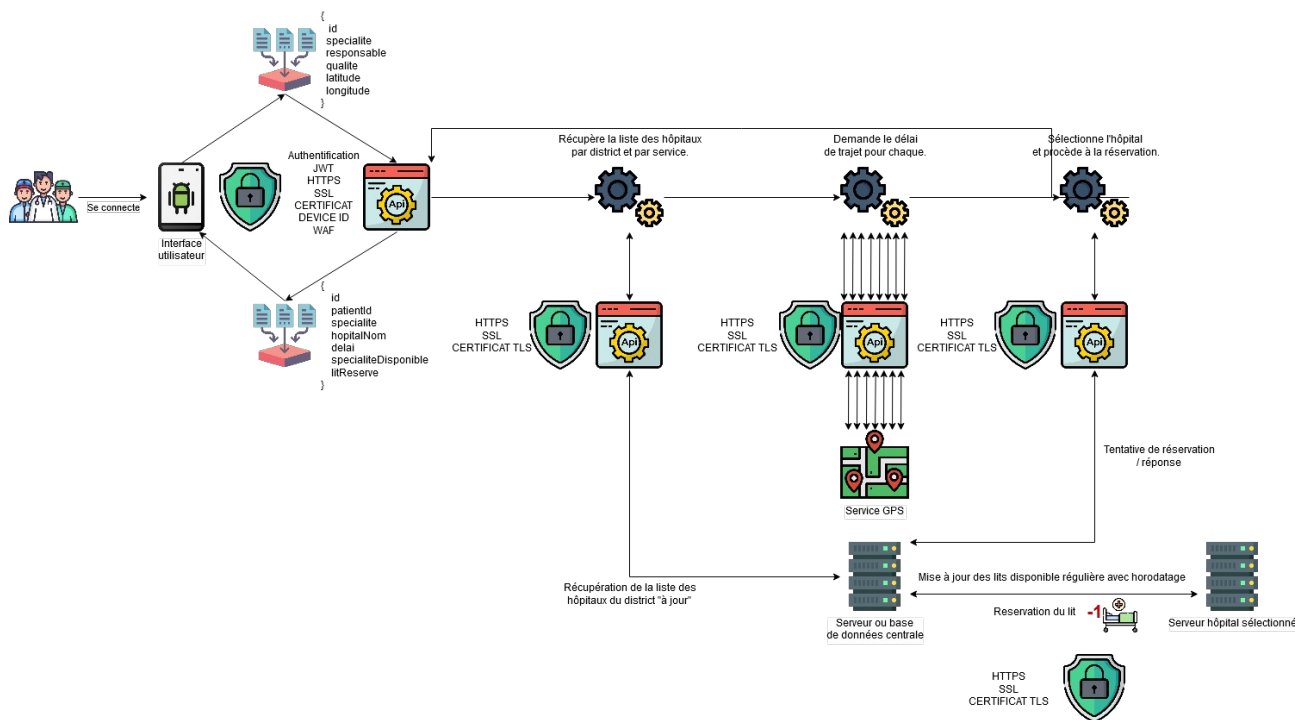 {
id
specialite
responsable
qualite
latitude
longitude
}
Récupère la liste des hôpitaux
par district et par service.
Demande le délai
de trajet pour chaque.
Sélectionne l'hôpital
et procède à la réservation.
Authentification
JWT
HTTPS
SSL
CERTIFICAT
DEVICE ID
WAF
Api
Se connecte
Interface
utilisateur
{
id
patientId
specialite
hopitalNom
delai
specialiteDisponible
litReserve
}
HTTPS
SSL
CERTIFICAT TLS
Api
HTTPS
SSL
CERTIFICAT TLS
Api
HTTPS
SSL
CERTIFICAT TLS
Api
Tentative de réservation
/ réponse
Service GPS
Récupération de la liste des
hôpitaux du district "à jour"
Mise à jour des lits disponible régulière avec horodatage
Reservation du lit
-1
Serveur ou base
de données centrale
Serveur hôpital sélectionné
HTTPS
SSL
CERTIFICAT TLS